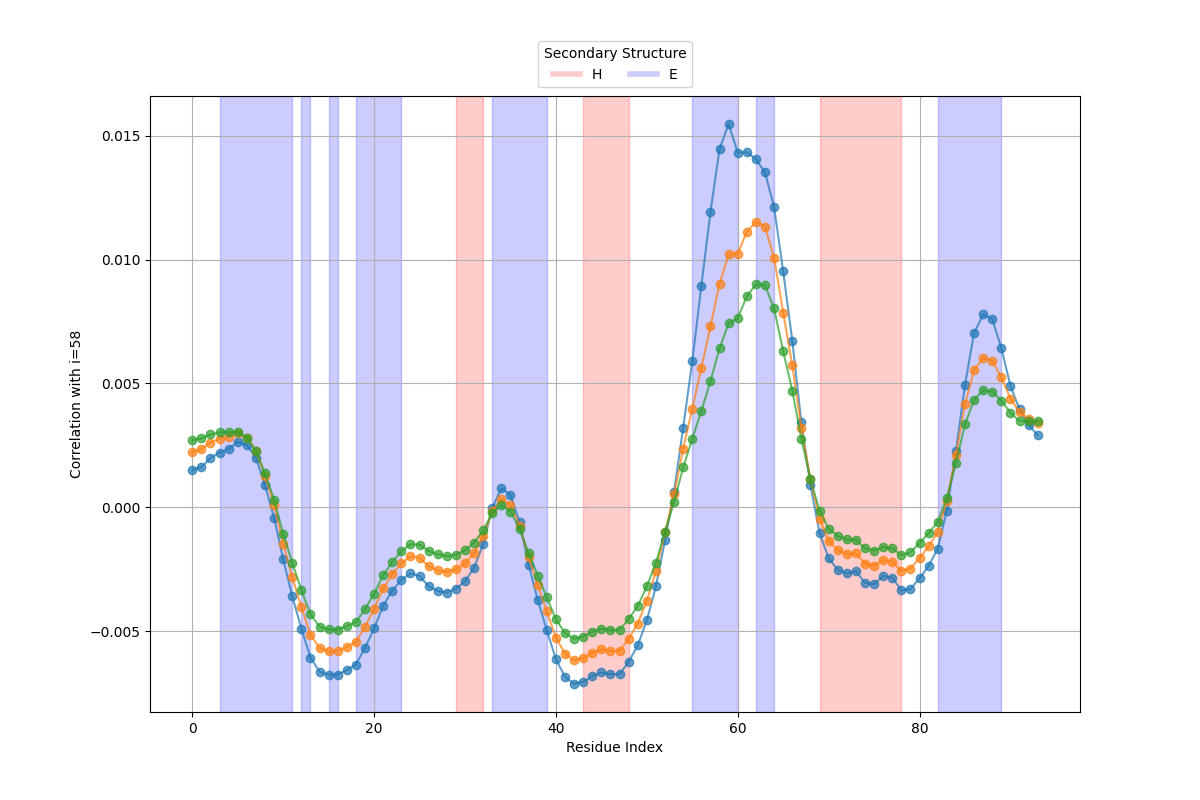 Secondary Structure
H E
0.015
0.010
0.005
0.000
−0.005
Correlation with i=58
0 20 40 60 80
Residue Index